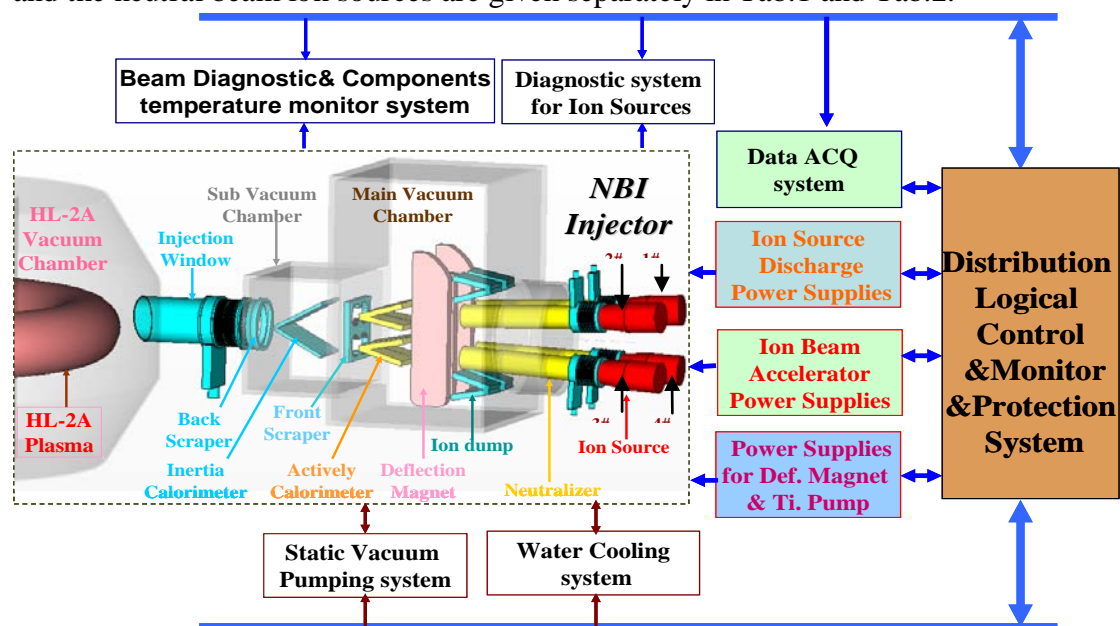 and the neutral beam ion sources are given separately in Tab.1 and Tab.2.
Beam Diagnostic& Components
temperature monitor system
Diagnostic system
for Ion Sources
Data ACQ
system
Sub Vacuum
Chamber
Main Vacuum
Chamber
NBI
Injector
HL-2A
Vacuum
Chamber
Injection
Window
2#
1#
Ion Source
Discharge
Power Supplies
Distribution
Logical
Control
&Monitor
&Protection
System
Ion Beam
Accelerator
Power Supplies
HL-2A
Plasma
Back
Scraper
Front
Scraper
Ion dump
3#
4#
Ion Source
Inertia
Calorimeter
Actively
Calorimeter
Deflection
Magnet
Neutralizer
Power Supplies
for Def. Magnet
& Ti. Pump
Static Vacuum
Pumping system
Water Cooling
system